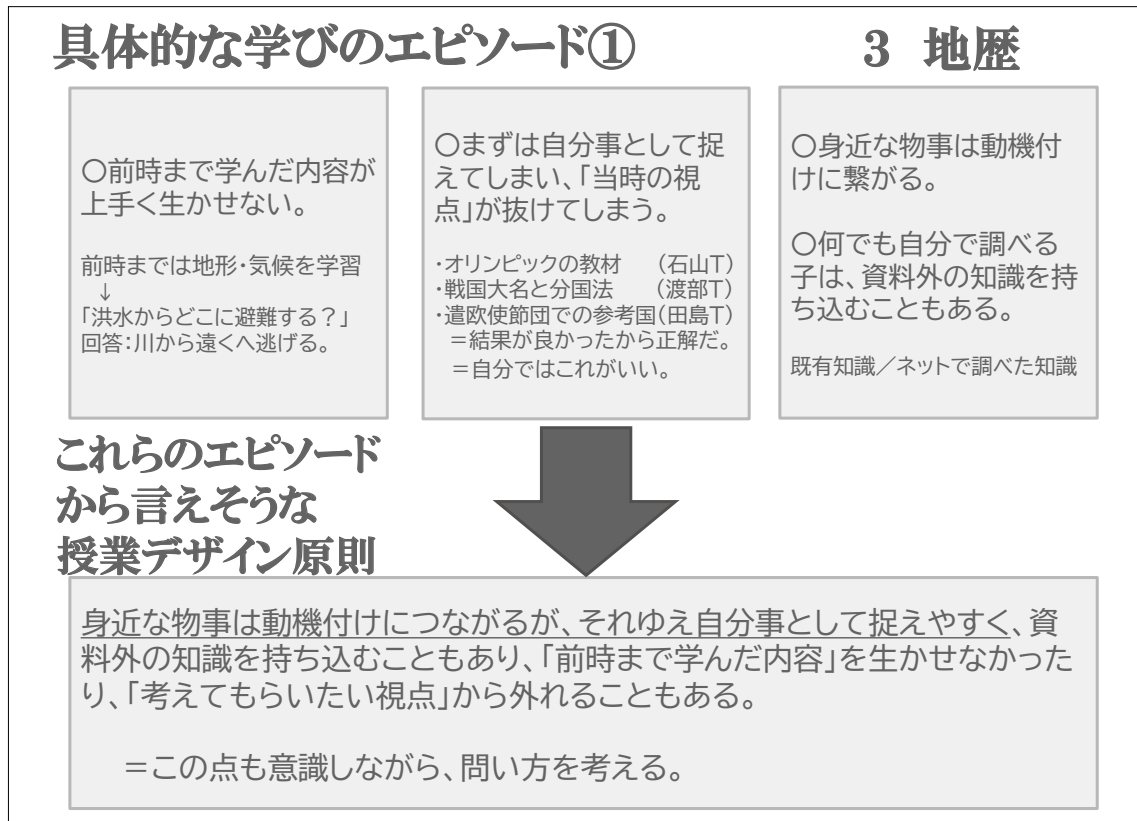 具体的な学びのエピソード①
3 地歴
〇前時まで学んだ内容が
上手く生かせない。
前時までは地形・気候を学習
↓
「洪水からどこに避難する？」
回答：川から遠くへ逃げる。
〇まずは自分事として捉
えてしまい、「当時の視
点」が抜けてしまう。
・オリンピックの教材 （石山T）
・戦国大名と分国法 （渡部T）
・遣欧使節団での参考国（田島T）
＝結果が良かったから正解だ。
＝自分ではこれがいい。
〇身近な物事は動機付
けに繋がる。
〇何でも自分で調べる
子は、資料外の知識を持
ち込むこともある。
既有知識／ネットで調べた知識
これらのエピソード
から言えそうな
授業デザイン原則
身近な物事は動機付けにつながるが、それゆえ自分事として捉えやすく、資
料外の知識を持ち込むこともあり、「前時まで学んだ内容」を生かせなかった
り、「考えてもらいたい視点」から外れることもある。
＝この点も意識しながら、問い方を考える。